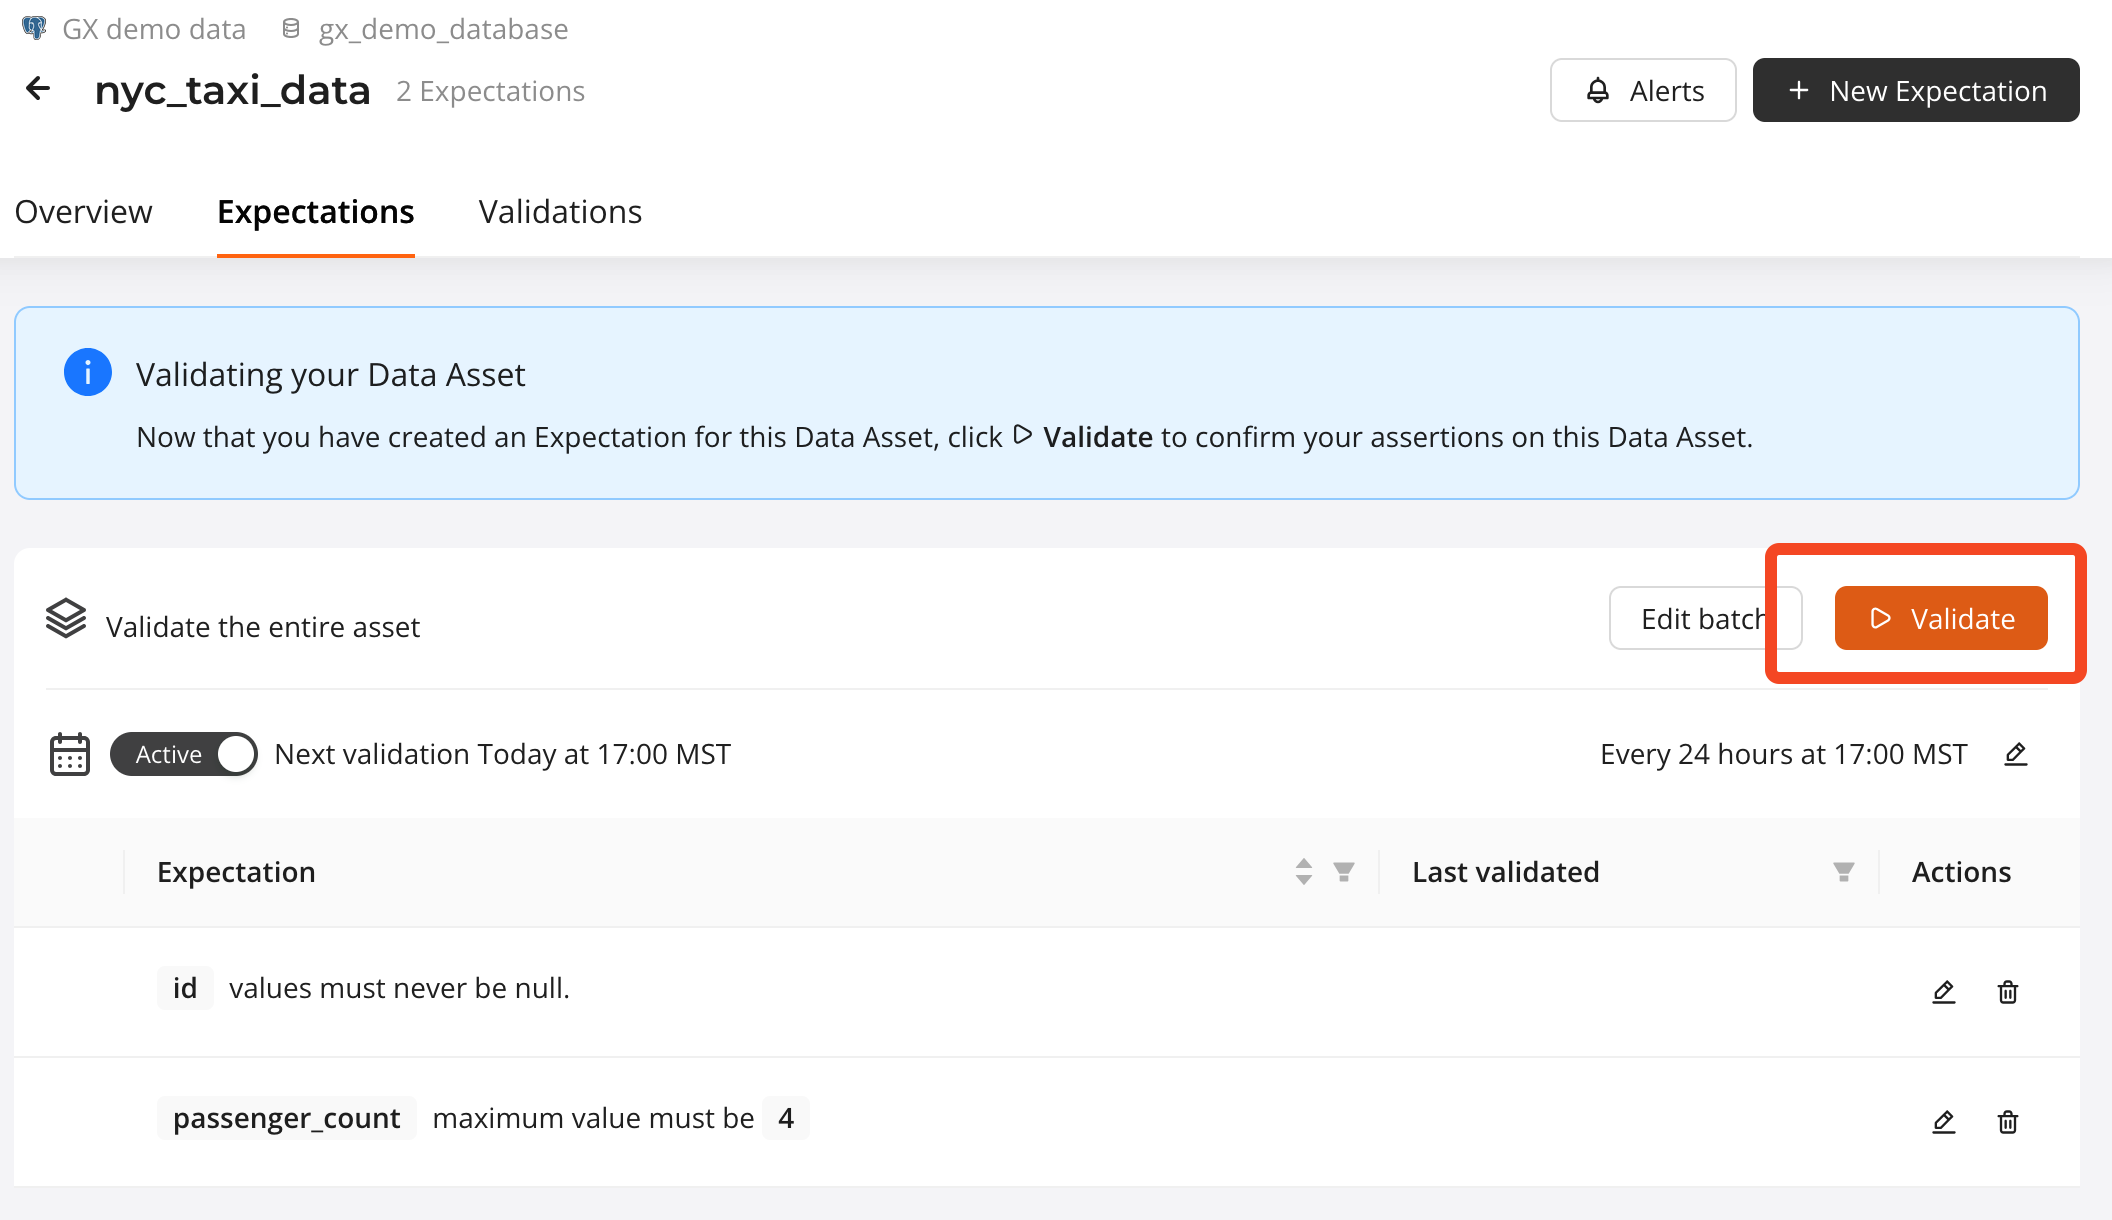 GX demo data gx_demo_database
nyc_taxi_data 2 Expectations
Alerts
New Expectation
Overview Expectations Validations
Validating your Data Asset
Now that you have created an Expectation for this Data Asset, click Validate to confirm your assertions on this Data Asset.
Validate the entire asset
Edit batch
Validate
Active Next validation Today at 17:00 MST
Every 24 hours at 17:00 MST
Expectation Last validated Actions
id values must never be null.
passenger_count maximum value must be 4